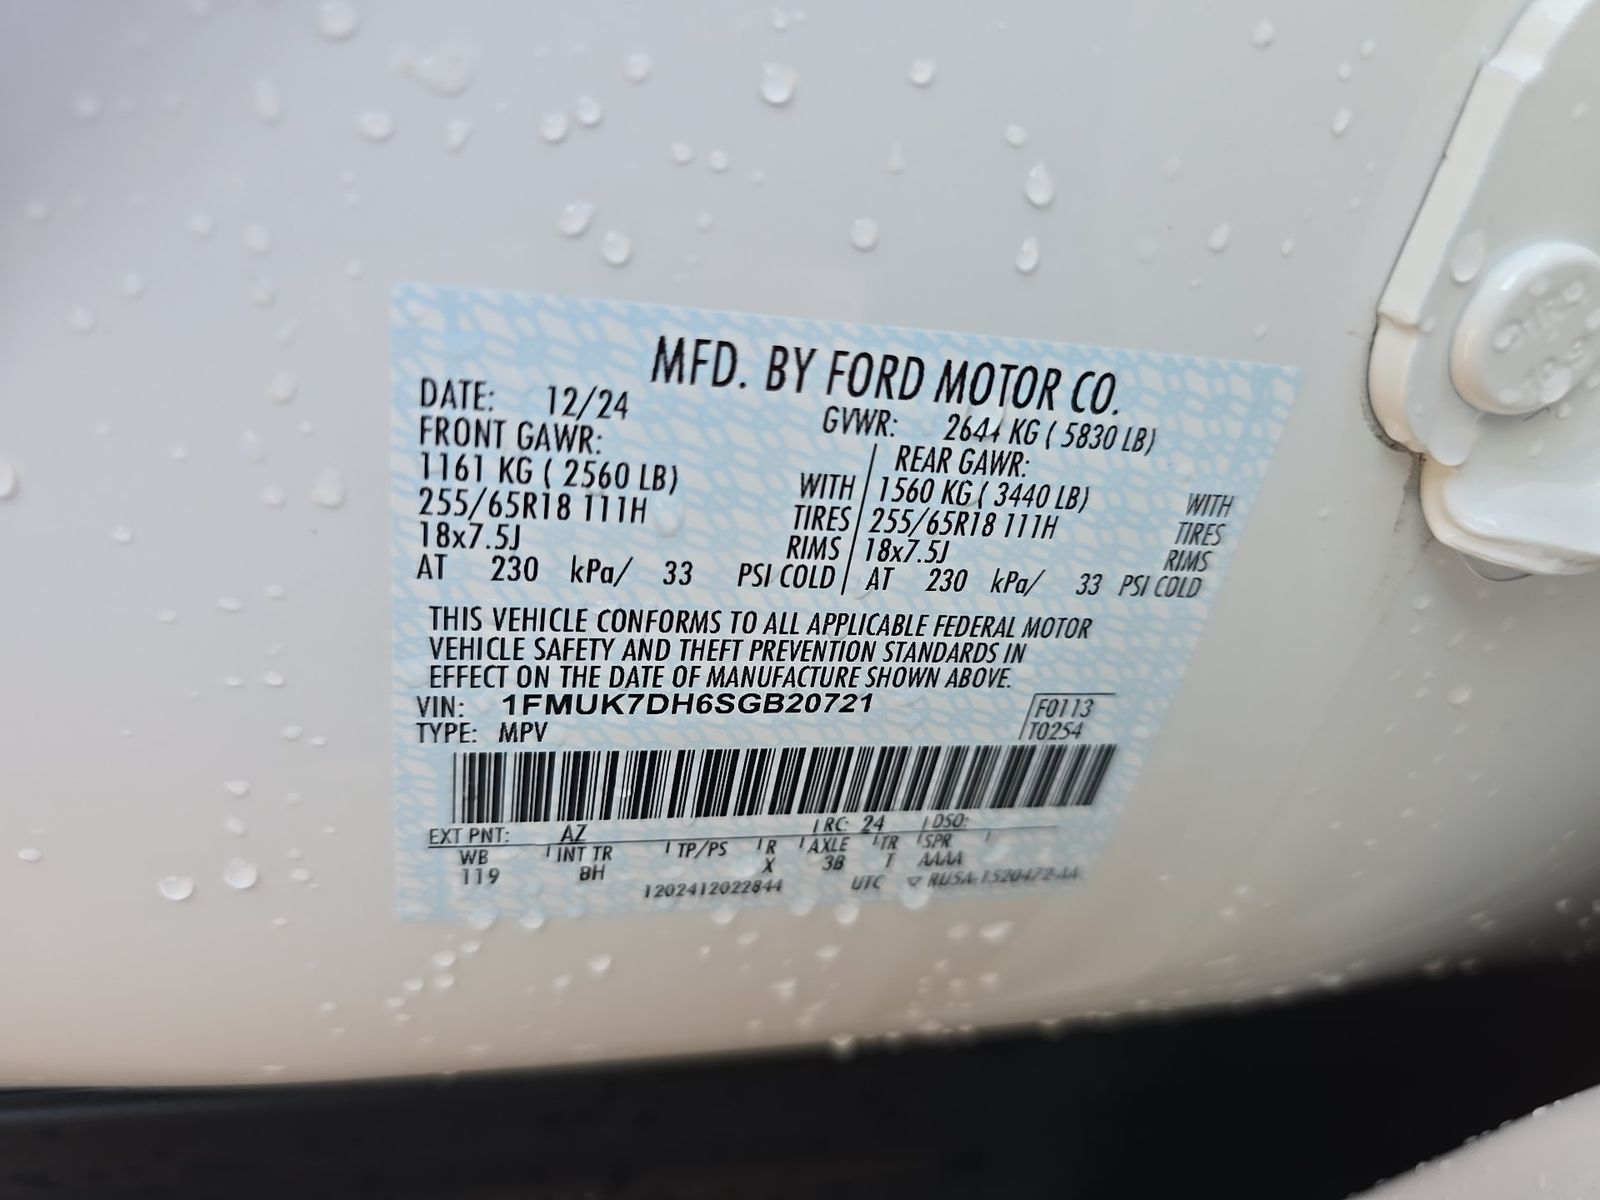 MFD. BY FORD MOTOR CO.
DATE: 12/24 GVWR: 2644 KG ( 5830 LB)
FRONT GAWR: REAR GAWR:
1161 KG ( 2560 LB) WITH 1560 KG ( 3440 LB) WITH
255/65R18 111H TIRES 255/65R18 111H TIRES
18x7.5J RIMS 18x7.5J RIMS
AT 230 kPa/ 33 PSI COLD AT 230 kPa/ 33 PSI COLD
THIS VEHICLE CONFORMS TO ALL APPLICABLE FEDERAL MOTOR
VEHICLE SAFETY AND THEFT PREVENTION STANDARDS IN
EFFECT ON THE DATE OF MANUFACTURE SHOWN ABOVE.
VIN: 1FMUK7DH6SGB20721 F0113
TYPE: MPV T0254
EXT PNT: AZ RC: 24 DSO:
WB INT TR TP/PS R AXLE TR SPR
119 8H X 3B T AAAA
1202412022844 UTC ▽ RU5A-1520472-AA